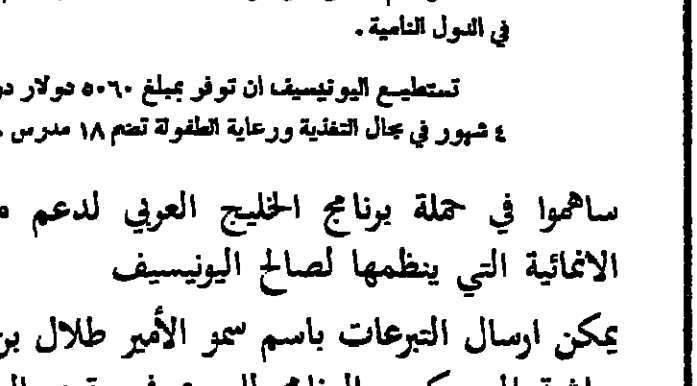 في الدول النامية .
تستطيع اليونيسيف ان توفر بمبلغ ٥٠٦٠ دولار
٤ شهور في مجال التغذية ورعاية الطفولة تضم ١٨ مدرس
ساهموا في حملة برنامج الخليج العربي لدعم
الانمائية التي ينظمها لصالح اليونيسيف
يمكن ارسال التبرعات باسم سمو الأمير طلال بن